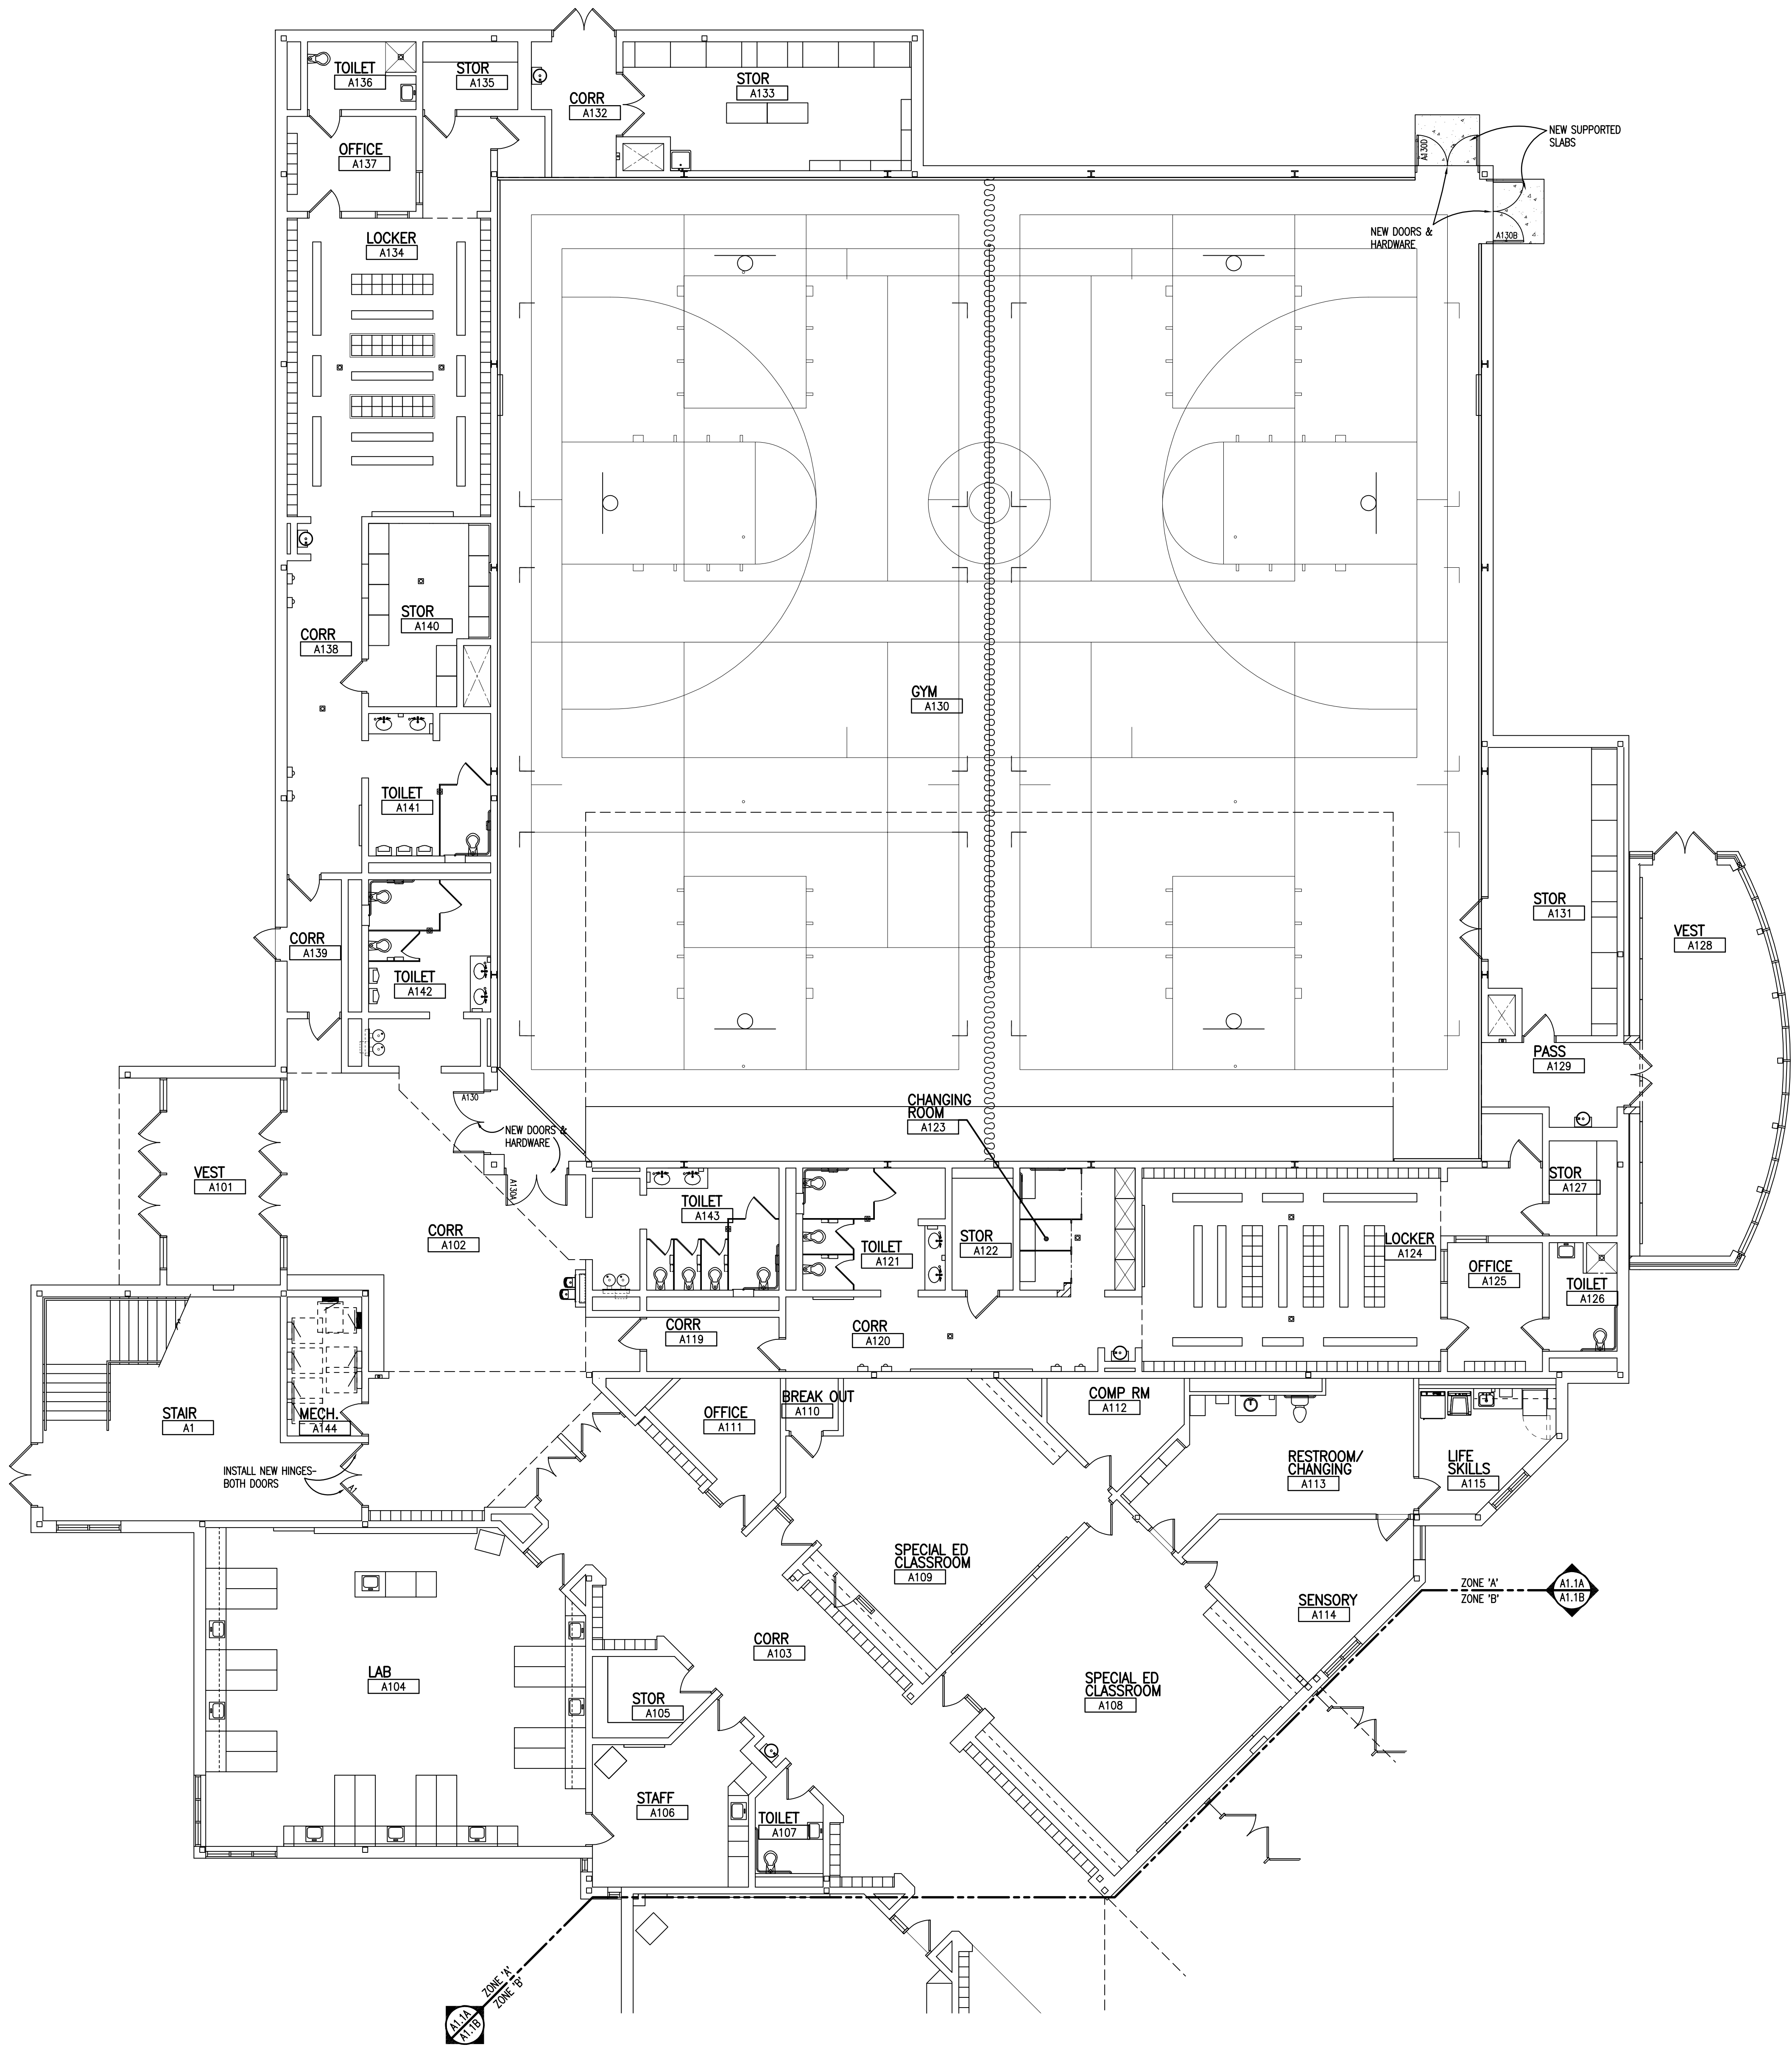 TOILET
A136
STOR
A135
CORR
A132
STOR
A133
OFFICE
A137
NEW SUPPORTED
SLABS
A130D
A130B
NEW DOORS &
HARDWARE
LOCKER
A134
STOR
A140
CORR
A138
GYM
A130
TOILET
A141
CORR
A139
TOILET
A142
STOR
A131
VEST
A128
PASS
A129
A130
NEW DOORS &
HARDWARE
A130A
CHANGING
ROOM
A123
VEST
A101
CORR
A102
TOILET
A143
TOILET
A121
STOR
A122
LOCKER
A124
STOR
A127
OFFICE
A125
TOILET
A126
CORR
A119
CORR
A120
STAIR
A1
MECH.
A144
OFFICE
A111
BREAK OUT
A110
COMP RM
A112
RESTROOM/
CHANGING
A113
LIFE
SKILLS
A115
INSTALL NEW HINGES-
BOTH DOORS
A1
SPECIAL ED
CLASSROOM
A109
SENSORY
A114
ZONE 'A'
ZONE 'B'
A1.1A
A1.1B
CORR
A103
LAB
A104
STOR
A105
SPECIAL ED
CLASSROOM
A108
STAFF
A106
TOILET
A107
ZONE 'A'
ZONE 'B'
A1.1A
A1.1B